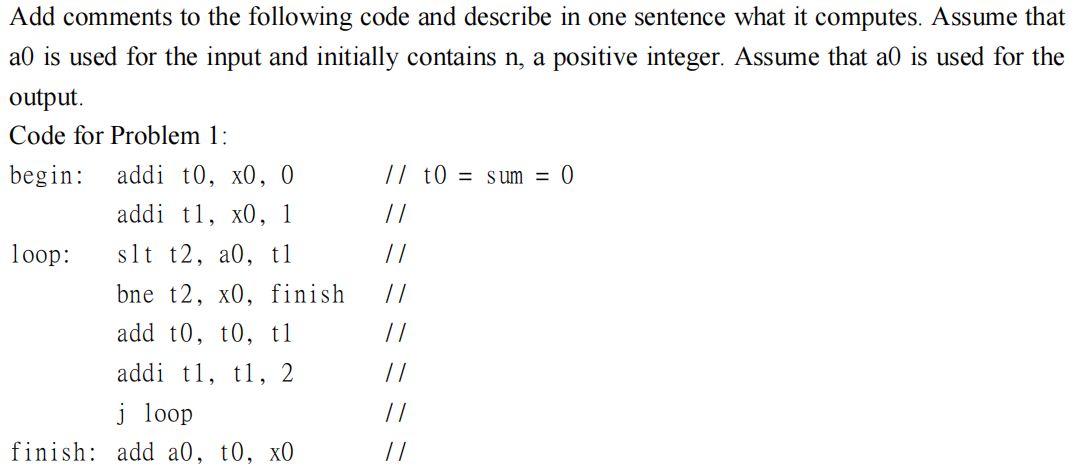 Add comments to the following code and describe in one sentence what it computes. Assume that
a0 is used for the input and initially contains n, a positive integer. Assume that a0 is used for the
output.
Code for Problem 1:
begin: addi t0, x0, 0 // t0 = sum = 0
addi t1, x0, 1 //
loop: slt t2, a0, t1 //
bne t2, x0, finish //
add t0, t0, t1 //
addi t1, t1, 2 //
j loop //
finish: add a0, t0, x0 //